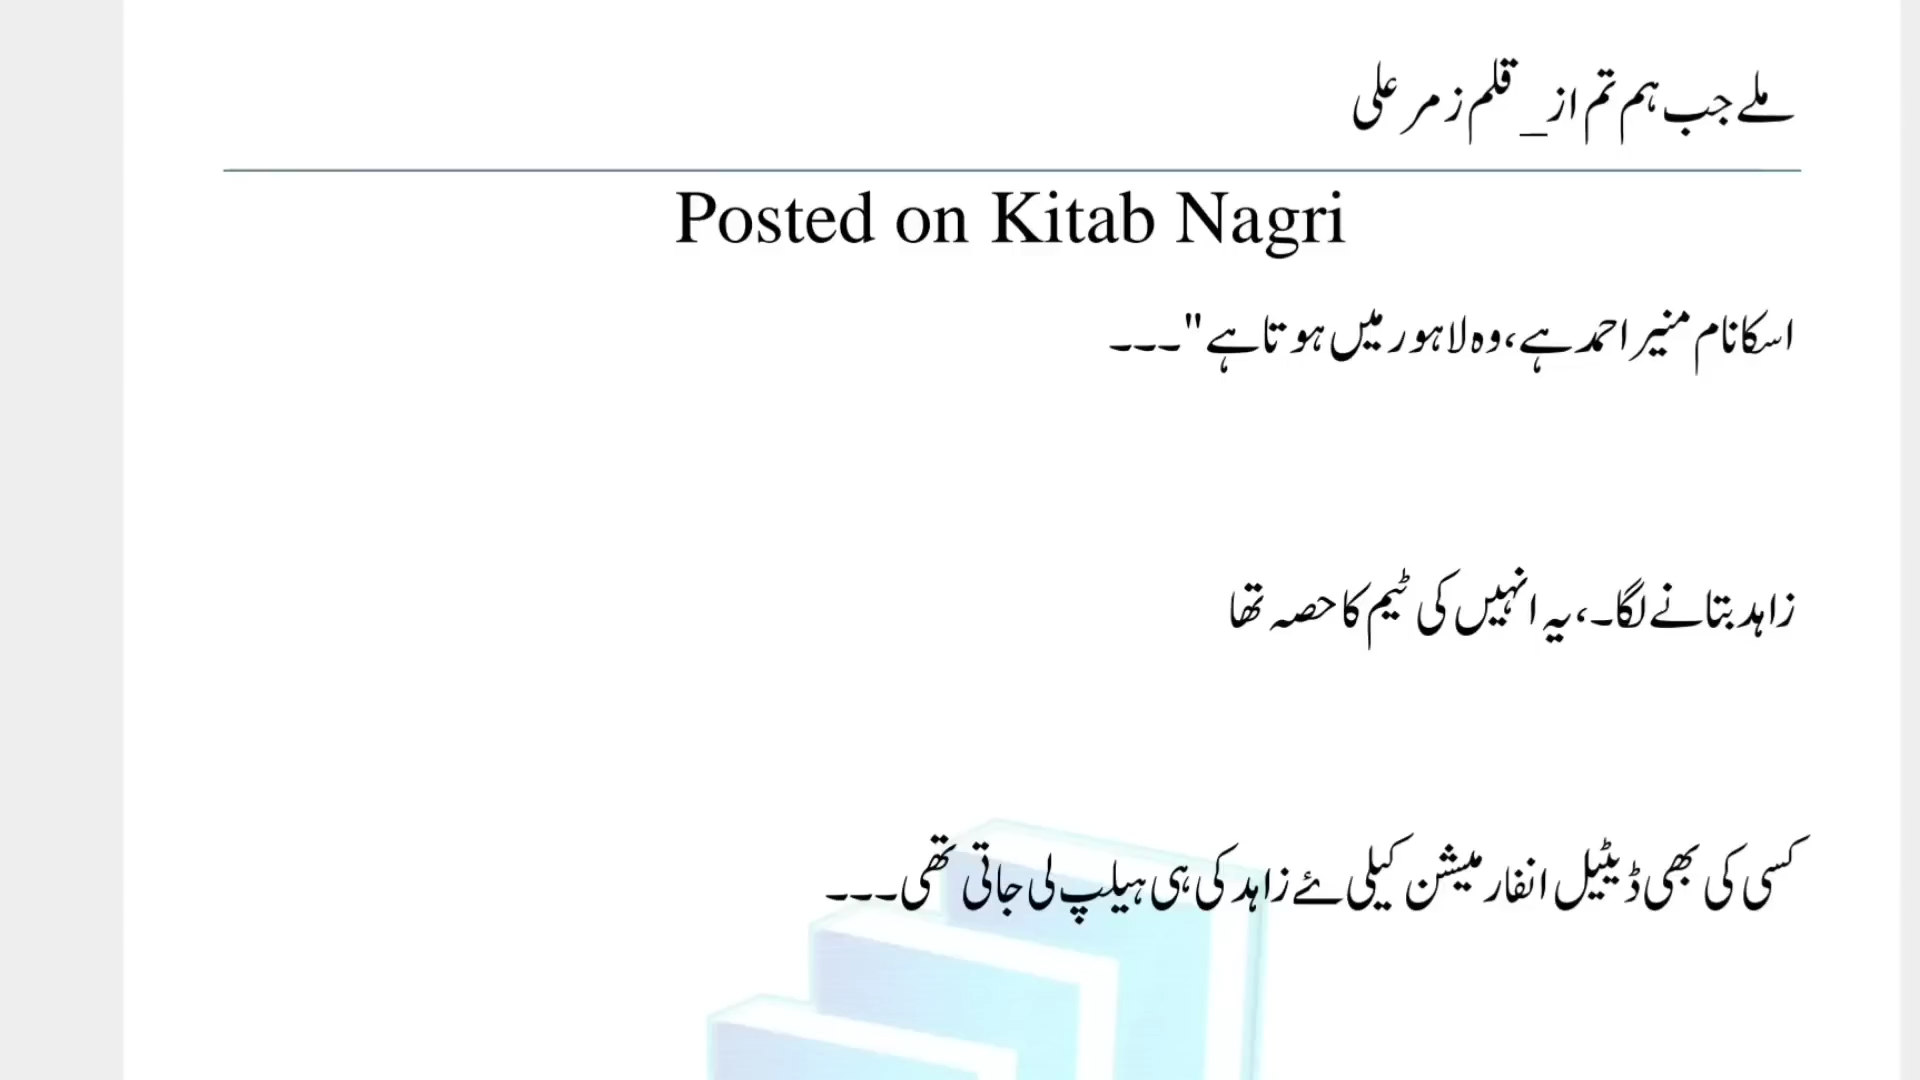 ملے جب ہم تم از_ قلم زمر علی
Posted on Kitab Nagri
اسکا نام منیر احمد ہے، وہ لاہور میں ہوتا ہے"۔۔۔
زاہد بتانے لگا۔، یہ انہیں کی ٹیم کا حصہ تھا
کسی کی بھی ڈیٹیل انفارمیشن کیلی ئے زاہد کی ہی ہیلپ لی جاتی تھی۔۔۔